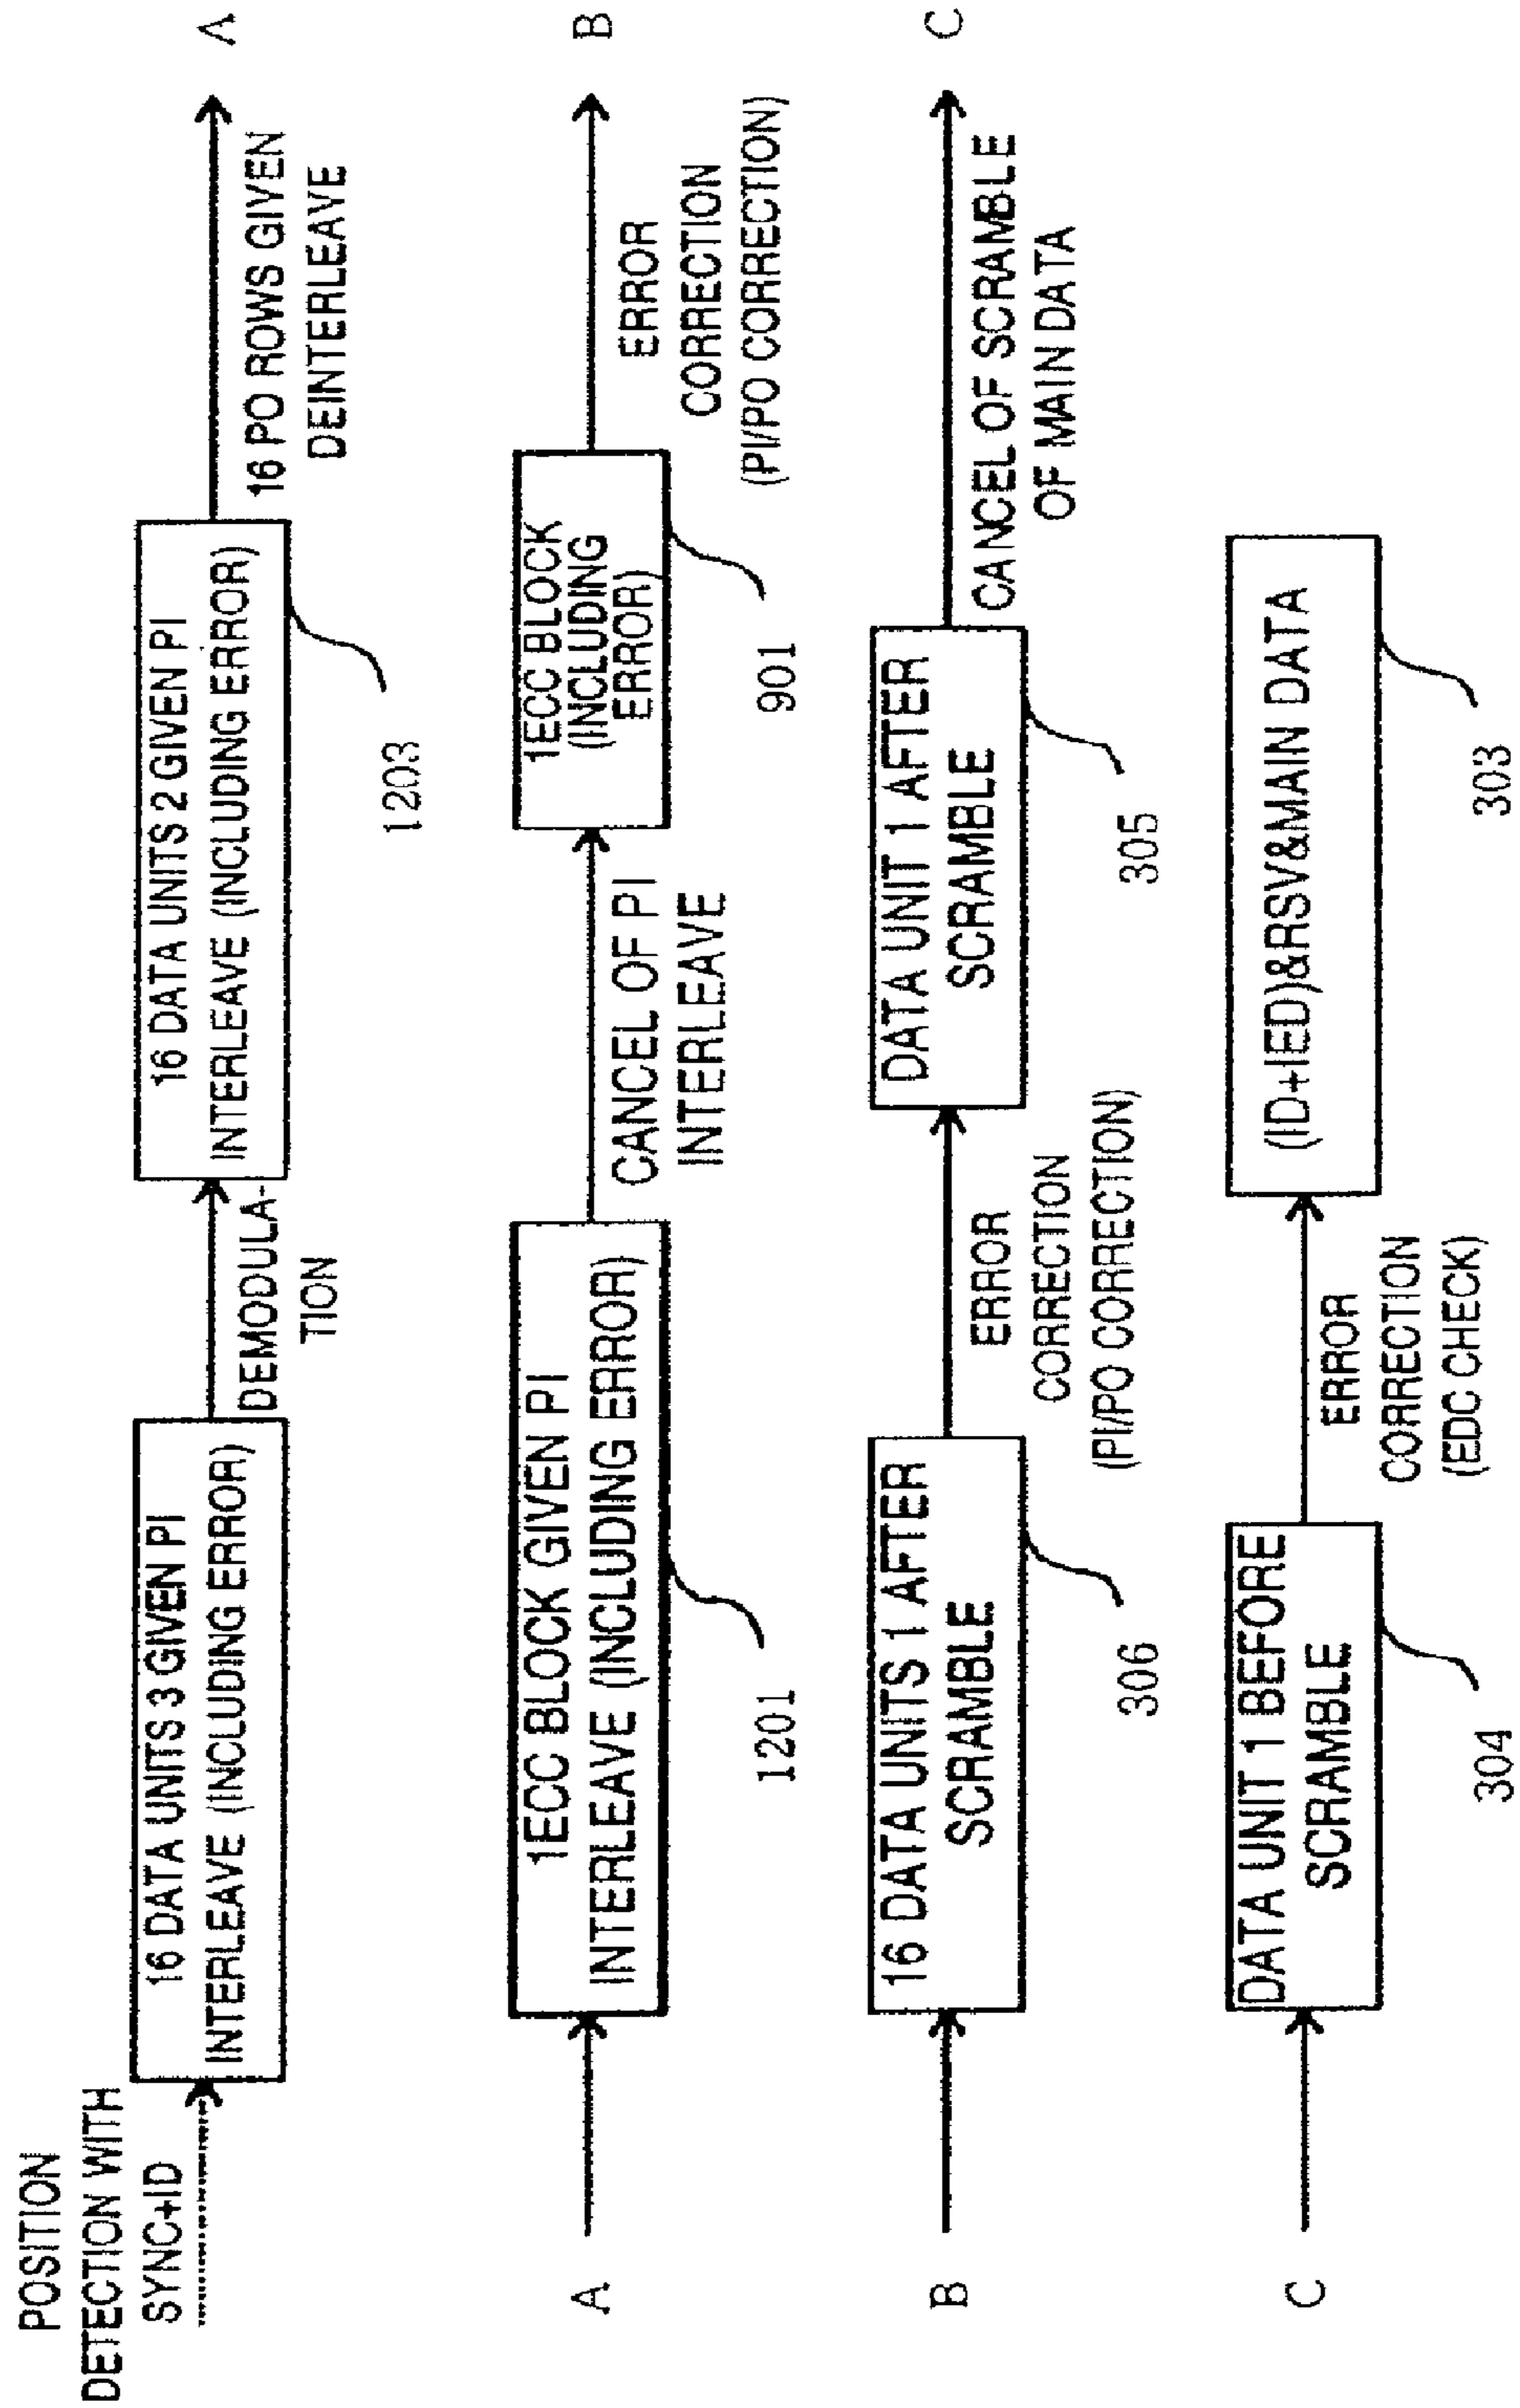 POSITION
DETECTION WITH
SYNC+ID
16 DATA UNITS 3 GIVEN PI
INTERLEAVE (INCLUDING ERROR)
DEMODULA-
TION
16 DATA UNITS 2 GIVEN PI
INTERLEAVE (INCLUDING ERROR)
1203
16 PO ROWS GIVEN
DEINTERLEAVE
A
A
1ECC BLOCK GIVEN PI
INTERLEAVE (INCLUDING ERROR)
1201
CANCEL OF PI
INTERLEAVE
1ECC BLOCK
(INCLUDING
ERROR)
901
ERROR
CORRECTION
(PI/PO CORRECTION)
B
B
16 DATA UNITS 1 AFTER
SCRAMBLE
306
ERROR
CORRECTION
(PI/PO CORRECTION)
DATA UNIT 1 AFTER
SCRAMBLE
305
CANCEL OF SCRAMBLE
OF MAIN DATA
C
C
DATA UNIT 1 BEFORE
SCRAMBLE
304
ERROR
CORRECTION
(EDC CHECK)
(ID+IED)&RSV&MAIN DATA
303